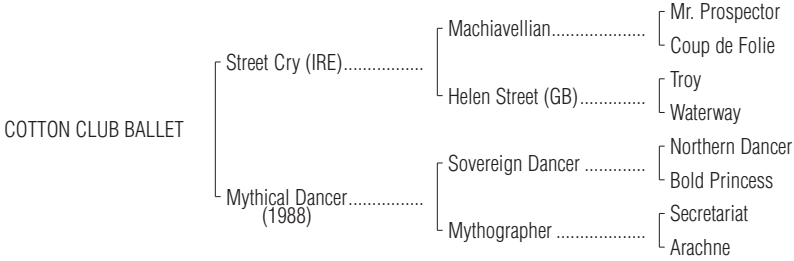 Mr. Prospector
Machiavellian....................
Coup de Folie
Street Cry (IRE)................
Troy
Helen Street (GB)..............
Waterway
COTTON CLUB BALLET
Northern Dancer
Sovereign Dancer .............
Bold Princess
Mythical Dancer...............
(1988)
Secretariat
Mythographer ...................
Arachne